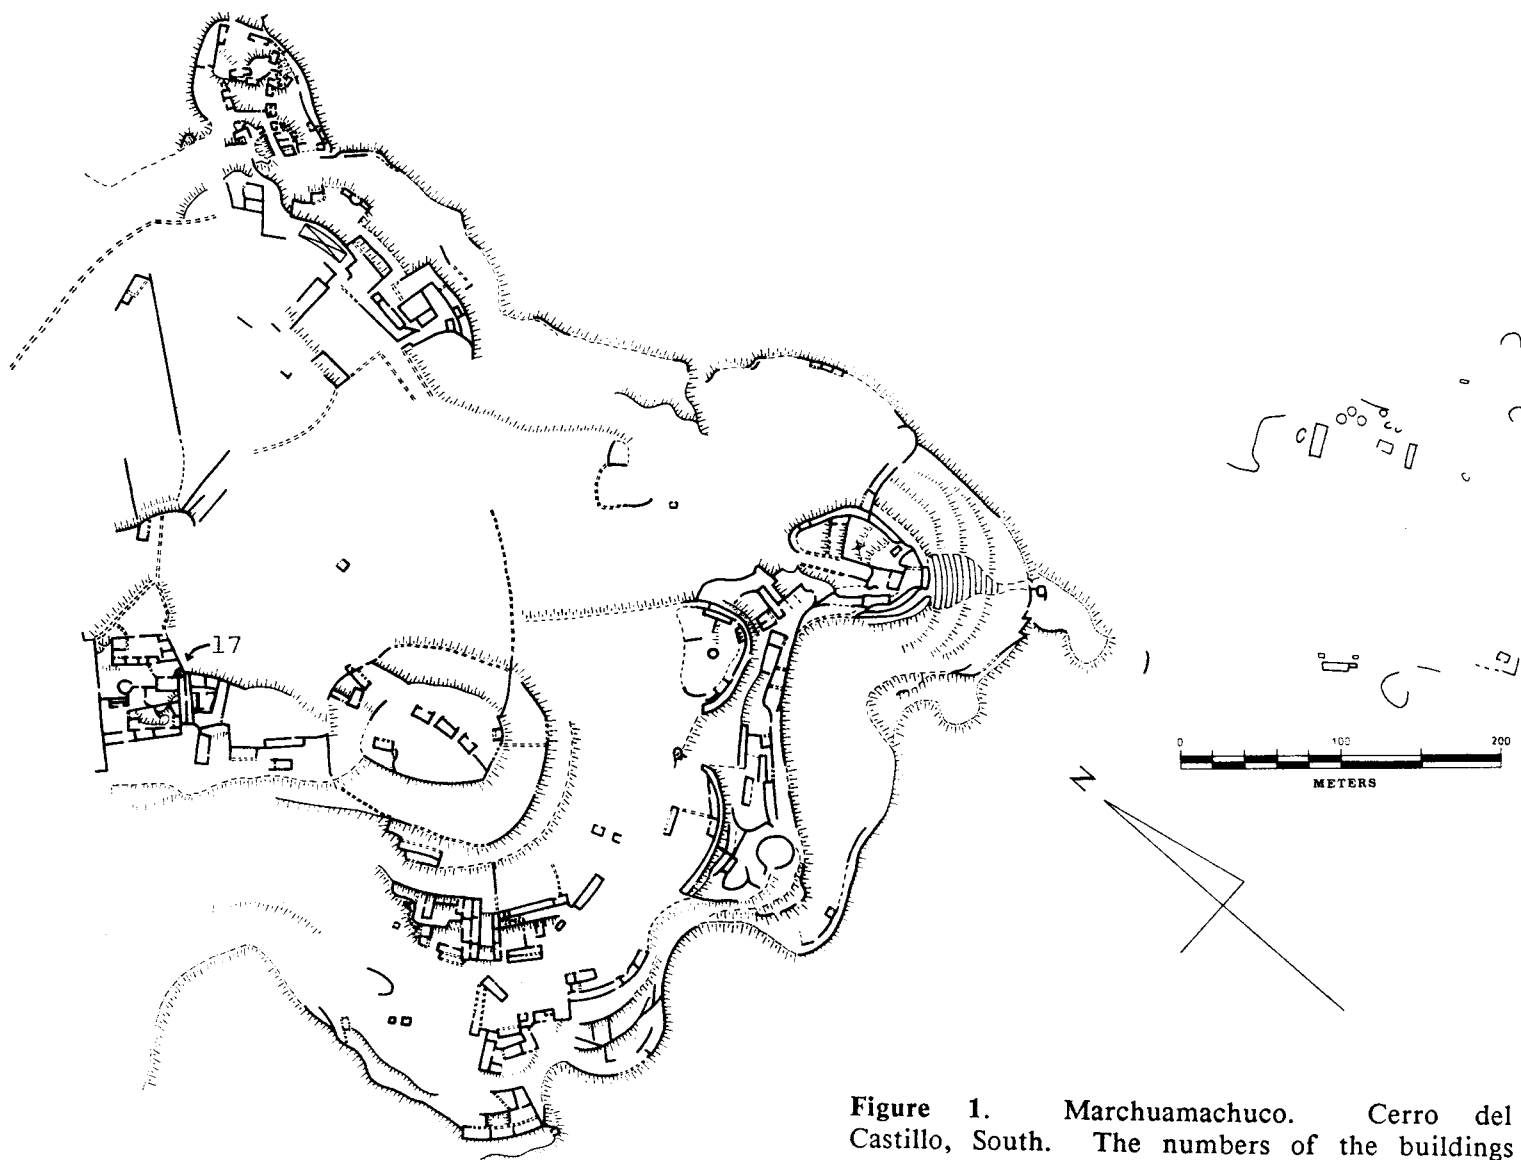 17
0 100 200
METERS
N
Figure 1. Marchuamachuco. Cerro del
Castillo, South. The numbers of the buildings